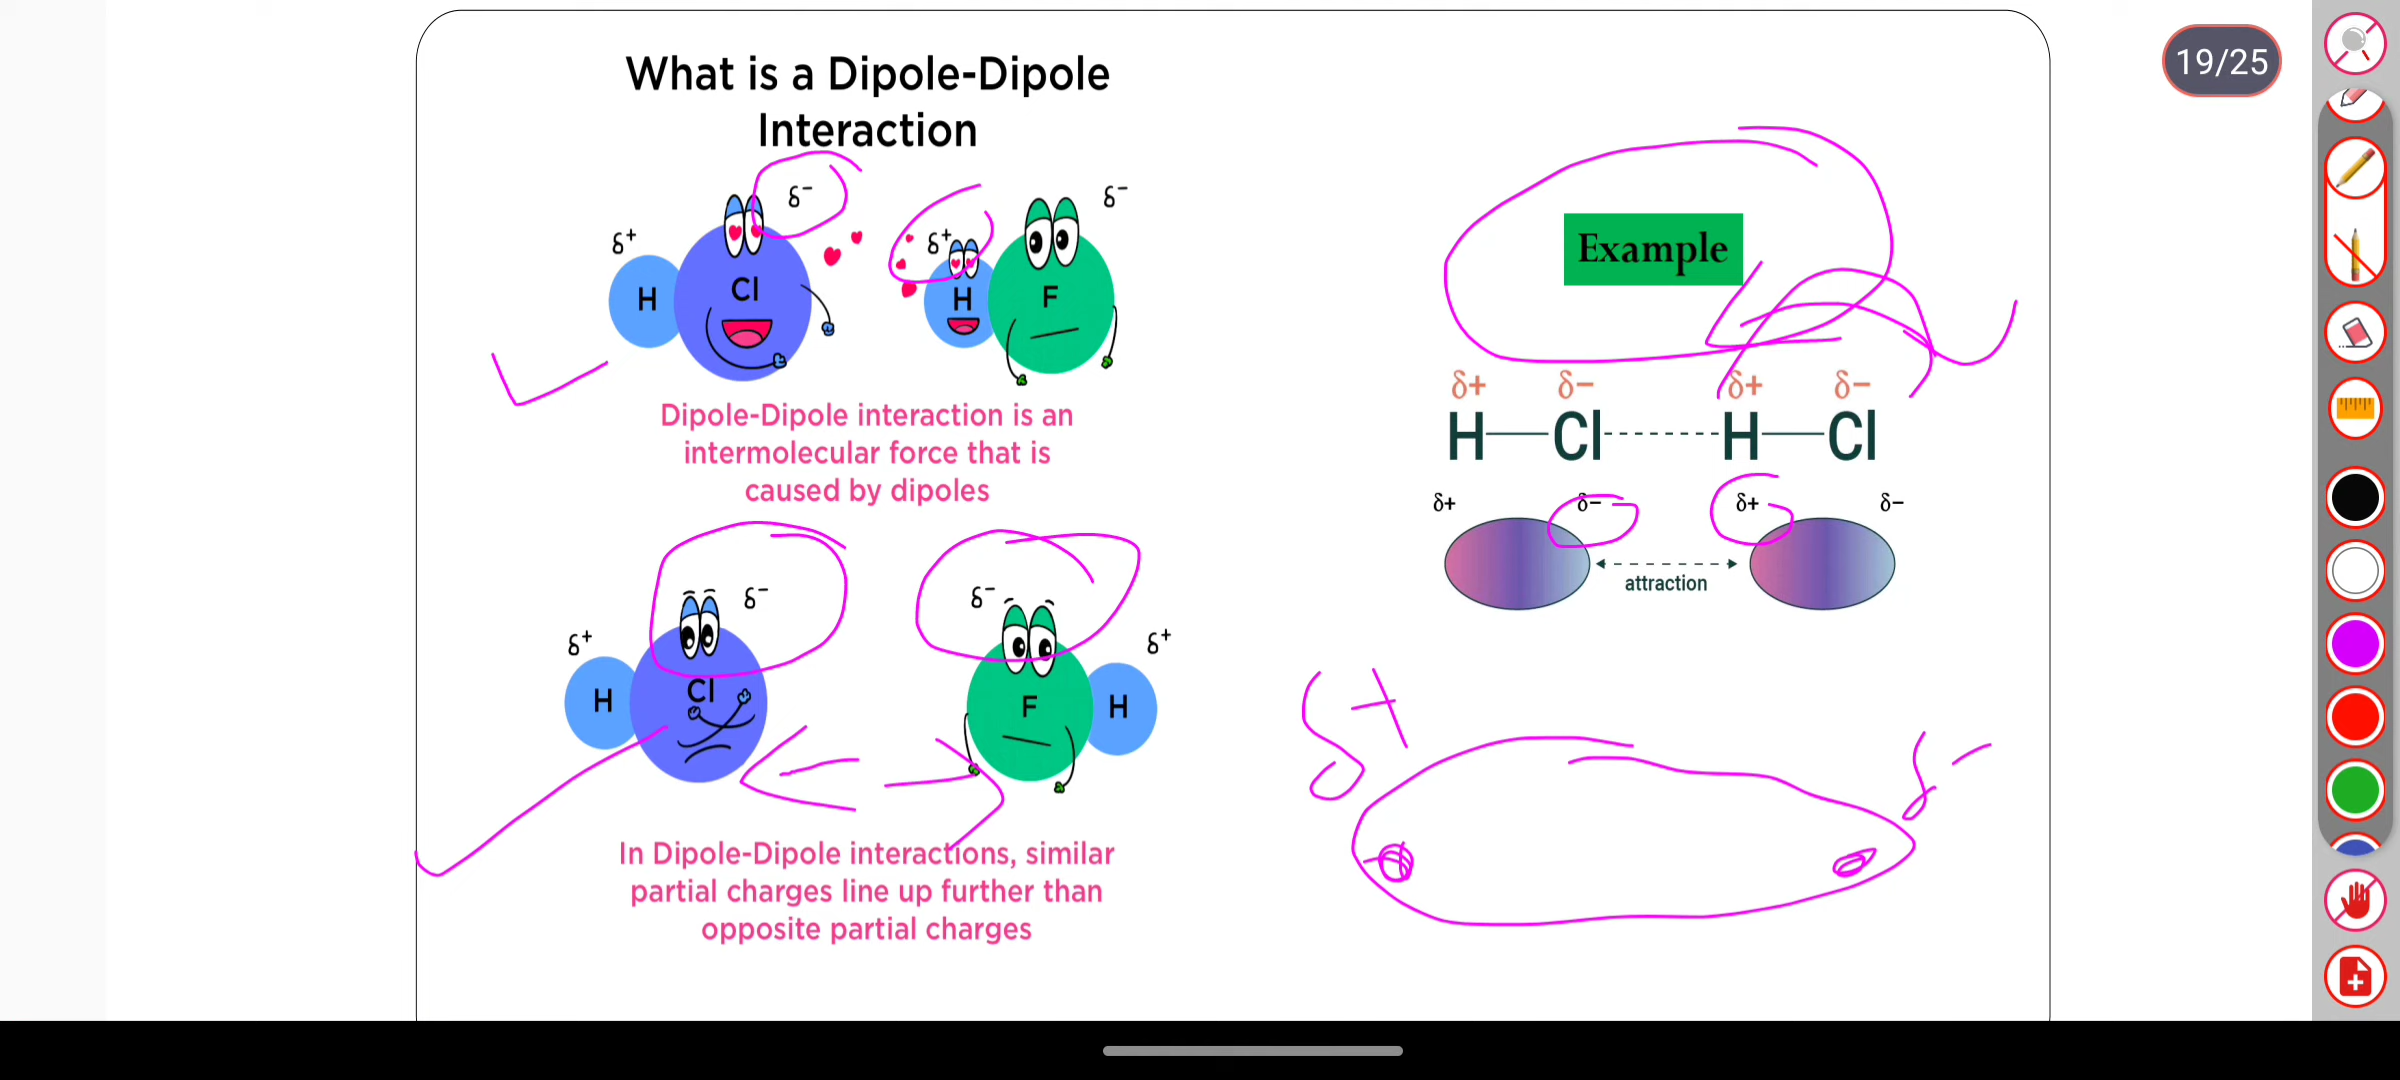 19/25
What is a Dipole-Dipole
Interaction
δ⁻ δ⁻
δ⁺ δ⁺
H Cl H F
Dipole-Dipole interaction is an
intermolecular force that is
caused by dipoles
δ⁻ δ⁻
δ⁺ δ⁺
H Cl F H
In Dipole-Dipole interactions, similar
partial charges line up further than
opposite partial charges
Example
δ+ δ− δ+ δ−
H—Cl-------H—Cl
δ+ δ− δ+ δ−
attraction
δ+ δ-